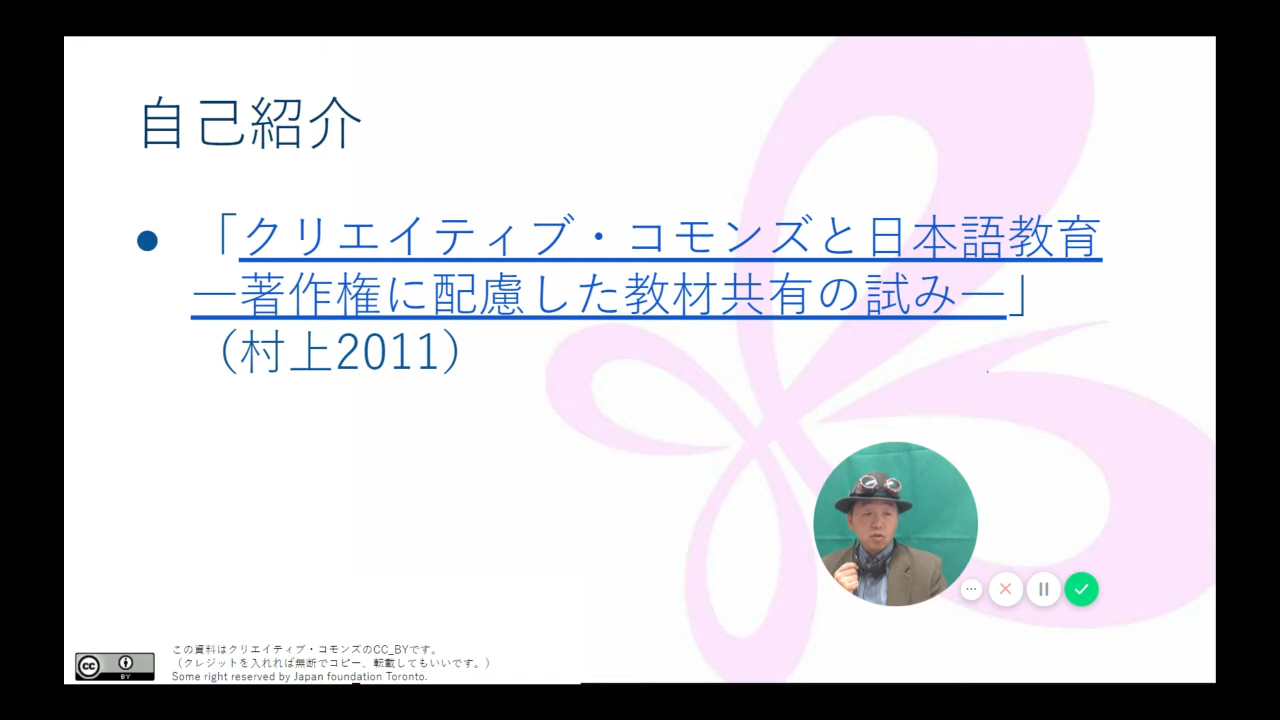 自己紹介
● 「クリエイティブ・コモンズと日本語教育
―著作権に配慮した教材共有の試み―」
（村上2011）
この資料はクリエイティブ・コモンズのCC_BYです。
（クレジットを入れれば無断でコピー、転載してもいいです。）
Some right reserved by Japan foundation Toronto.
cc
BY